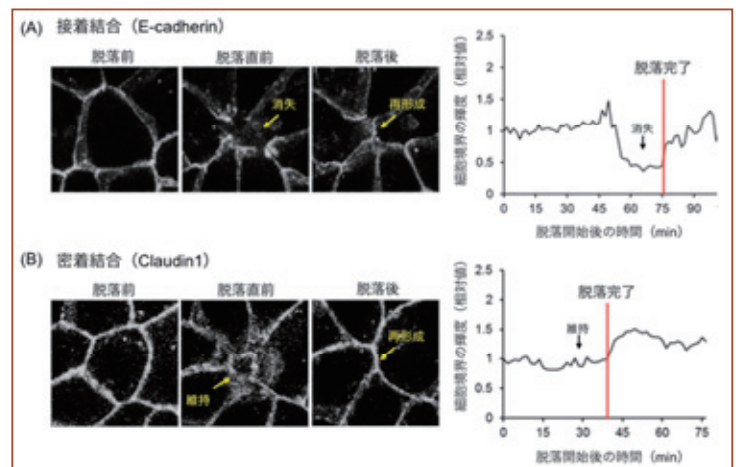 (A) 接着結合（E-cadherin）
脱落前 脱落直前 脱落後
消失
再形成
細胞境界の輝度（相対値）
2.5
2
1.5
1
0.5
0
脱落完了
消失
0 15 30 45 60 75 90
脱落開始後の時間（min）
(B) 密着結合（Claudin1）
脱落前 脱落直前 脱落後
維持
再形成
細胞境界の輝度（相対値）
2.5
2
1.5
1
0.5
0
脱落完了
維持
0 15 30 45 60 75
脱落開始後の時間（min）